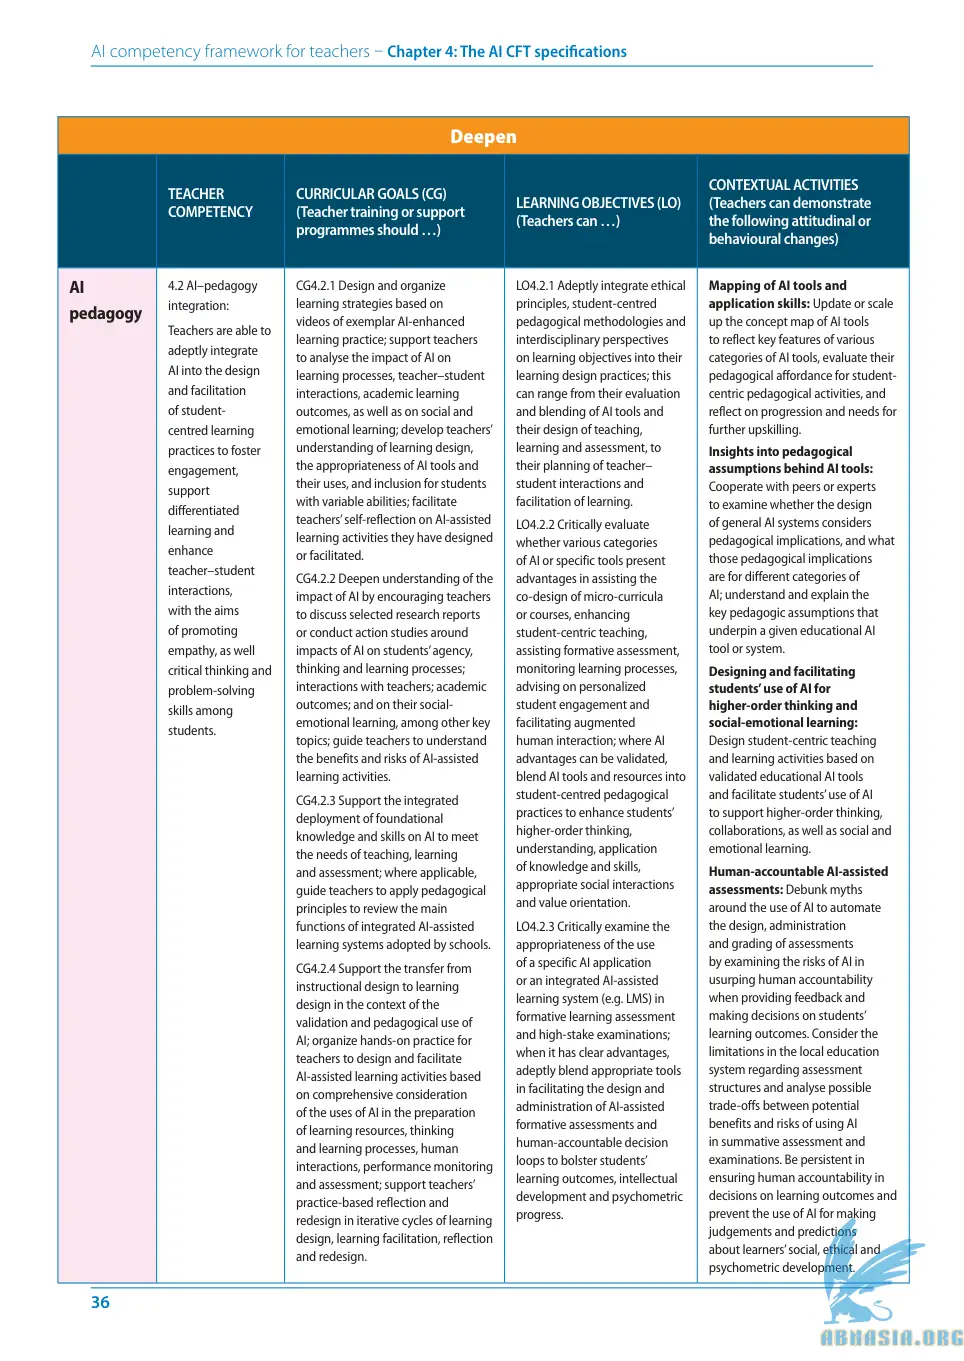 AI competency framework for teachers – Chapter 4: The AI CFT specifications
Deepen
TEACHER
COMPETENCY
CURRICULAR GOALS (CG)
(Teacher training or support
programmes should …)
LEARNING OBJECTIVES (LO)
(Teachers can …)
CONTEXTUAL ACTIVITIES
(Teachers can demonstrate
the following attitudinal or
behavioural changes)
AI
pedagogy
4.2 AI–pedagogy
integration:
Teachers are able to
adeptly integrate
AI into the design
and facilitation
of student-
centred learning
practices to foster
engagement,
support
differentiated
learning and
enhance
teacher–student
interactions,
with the aims
of promoting
empathy, as well
critical thinking and
problem-solving
skills among
students.
CG4.2.1 Design and organize
learning strategies based on
videos of exemplar AI-enhanced
learning practice; support teachers
to analyse the impact of AI on
learning processes, teacher–student
interactions, academic learning
outcomes, as well as on social and
emotional learning; develop teachers’
understanding of learning design,
the appropriateness of AI tools and
their uses, and inclusion for students
with variable abilities; facilitate
teachers’ self-reflection on AI-assisted
learning activities they have designed
or facilitated.
CG4.2.2 Deepen understanding of the
impact of AI by encouraging teachers
to discuss selected research reports
or conduct action studies around
impacts of AI on students’ agency,
thinking and learning processes;
interactions with teachers; academic
outcomes; and on their social-
emotional learning, among other key
topics; guide teachers to understand
the benefits and risks of AI-assisted
learning activities.
CG4.2.3 Support the integrated
deployment of foundational
knowledge and skills on AI to meet
the needs of teaching, learning
and assessment; where applicable,
guide teachers to apply pedagogical
principles to review the main
functions of integrated AI-assisted
learning systems adopted by schools.
CG4.2.4 Support the transfer from
instructional design to learning
design in the context of the
validation and pedagogical use of
AI; organize hands-on practice for
teachers to design and facilitate
AI-assisted learning activities based
on comprehensive consideration
of the uses of AI in the preparation
of learning resources, thinking
and learning processes, human
interactions, performance monitoring
and assessment; support teachers’
practice-based reflection and
redesign in iterative cycles of learning
design, learning facilitation, reflection
and redesign.
LO4.2.1 Adeptly integrate ethical
principles, student-centred
pedagogical methodologies and
interdisciplinary perspectives
on learning objectives into their
learning design practices; this
can range from their evaluation
and blending of AI tools and
their design of teaching,
learning and assessment, to
their planning of teacher–
student interactions and
facilitation of learning.
LO4.2.2 Critically evaluate
whether various categories
of AI or specific tools present
advantages in assisting the
co-design of micro-curricula
or courses, enhancing
student-centric teaching,
assisting formative assessment,
monitoring learning processes,
advising on personalized
student engagement and
facilitating augmented
human interaction; where AI
advantages can be validated,
blend AI tools and resources into
student-centred pedagogical
practices to enhance students’
higher-order thinking,
understanding, application
of knowledge and skills,
appropriate social interactions
and value orientation.
LO4.2.3 Critically examine the
appropriateness of the use
of a specific AI application
or an integrated AI-assisted
learning system (e.g. LMS) in
formative learning assessment
and high-stake examinations;
when it has clear advantages,
adeptly blend appropriate tools
in facilitating the design and
administration of AI-assisted
formative assessments and
human-accountable decision
loops to bolster students’
learning outcomes, intellectual
development and psychometric
progress.
Mapping of AI tools and
application skills: Update or scale
up the concept map of AI tools
to reflect key features of various
categories of AI tools, evaluate their
pedagogical affordance for student-
centric pedagogical activities, and
reflect on progression and needs for
further upskilling.
Insights into pedagogical
assumptions behind AI tools:
Cooperate with peers or experts
to examine whether the design
of general AI systems considers
pedagogical implications, and what
those pedagogical implications
are for different categories of
AI; understand and explain the
key pedagogic assumptions that
underpin a given educational AI
tool or system.
Designing and facilitating
students’ use of AI for
higher-order thinking and
social-emotional learning:
Design student-centric teaching
and learning activities based on
validated educational AI tools
and facilitate students’ use of AI
to support higher-order thinking,
collaborations, as well as social and
emotional learning.
Human-accountable AI-assisted
assessments: Debunk myths
around the use of AI to automate
the design, administration
and grading of assessments
by examining the risks of AI in
usurping human accountability
when providing feedback and
making decisions on students’
learning outcomes. Consider the
limitations in the local education
system regarding assessment
structures and analyse possible
trade-offs between potential
benefits and risks of using AI
in summative assessment and
examinations. Be persistent in
ensuring human accountability in
decisions on learning outcomes and
prevent the use of AI for making
judgements and predictions
about learners’ social, ethical and
psychometric development.
36
ABNASIA.ORG